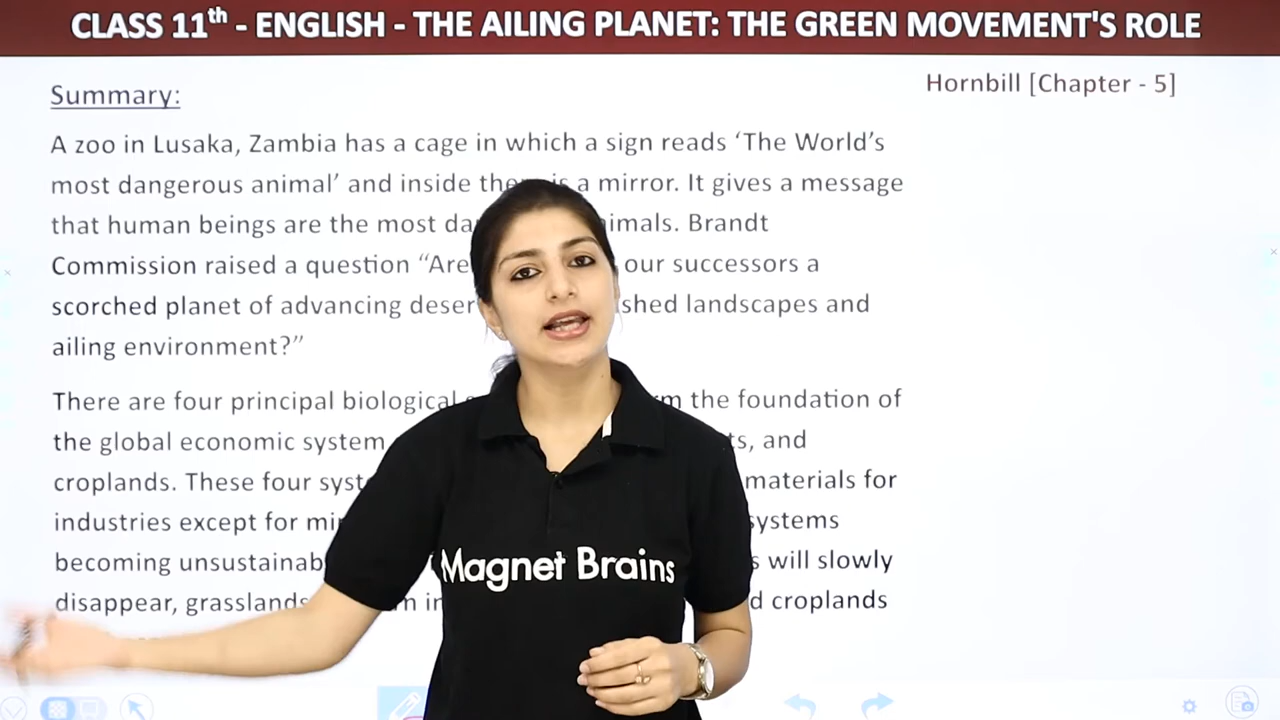 CLASS 11th - ENGLISH - THE AILING PLANET: THE GREEN MOVEMENT'S ROLE
Hornbill [Chapter - 5]
Summary:
A zoo in Lusaka, Zambia has a cage in which a sign reads ‘The World’s
most dangerous animal’ and inside there is a mirror. It gives a message
that human beings are the most da imals. Brandt
Commission raised a question “Are our successors a
scorched planet of advancing deser shed landscapes and
ailing environment?”
There are four principal biological m the foundation of
the global economic system ts, and
croplands. These four syst materials for
industries except for mi systems
becoming unsustainab s will slowly
disappear, grasslands m in d croplands
Magnet Brains